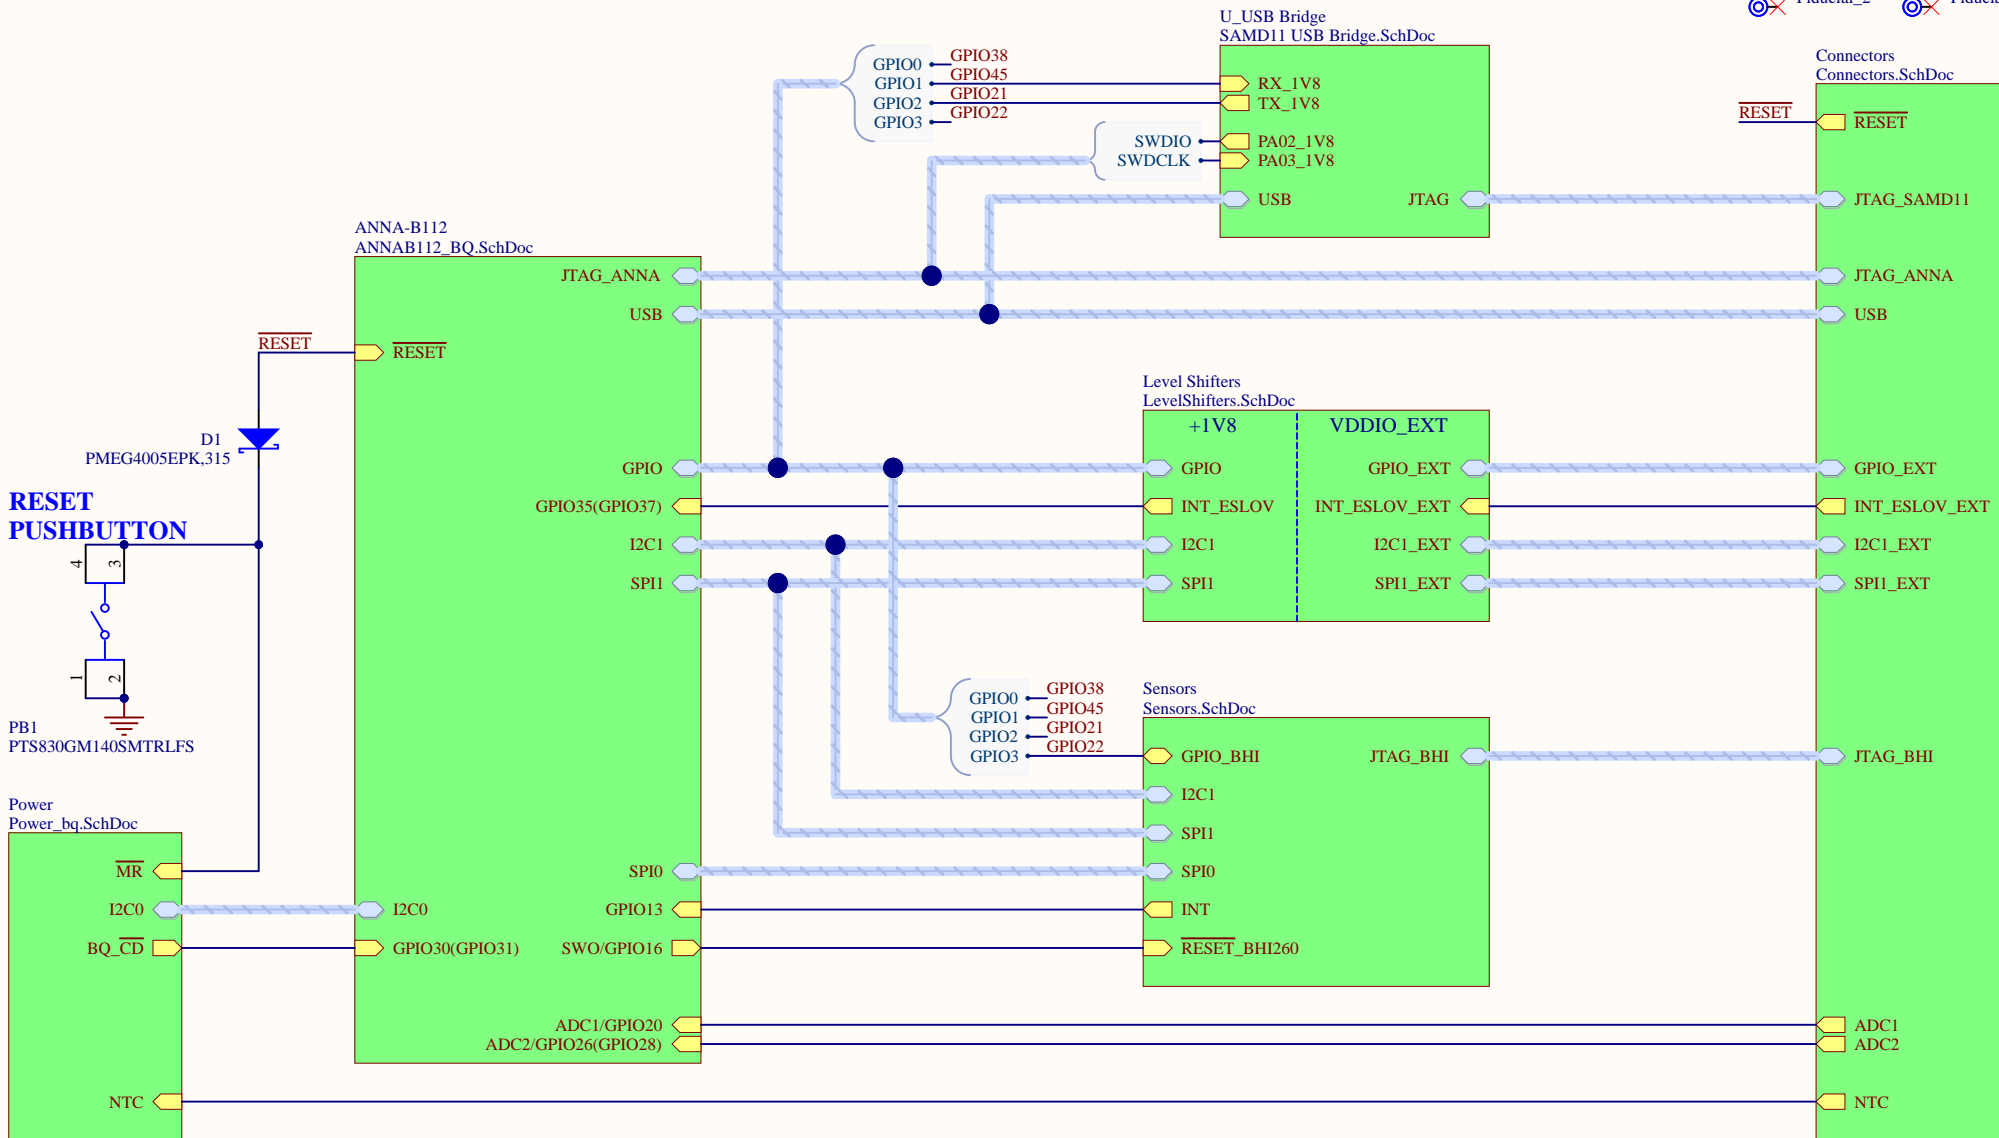 Fiducial_2
U_USB Bridge
SAMD11 USB Bridge.SchDoc
GPIO0
GPIO38
GPIO1
GPIO45
GPIO2
GPIO21
GPIO3
GPIO22
RX_1V8
TX_1V8
SWDIO
PA02_1V8
SWDCLK
PA03_1V8
USB
JTAG
Connectors
Connectors.SchDoc
RESET
RESET
JTAG_SAMD11
JTAG_ANNA
USB
GPIO_EXT
INT_ESLOV_EXT
I2C1_EXT
SPI1_EXT
JTAG_BHI
ADC1
ADC2
NTC
ANNA-B112
ANNAB112_BQ.SchDoc
JTAG_ANNA
USB
RESET
RESET
GPIO
GPIO35(GPIO37)
I2C1
SPI1
SPI0
I2C0
GPIO13
GPIO30(GPIO31)
SWO/GPIO16
ADC1/GPIO20
ADC2/GPIO26(GPIO28)
D1
PMEG4005EPK,315
RESET
PUSHBUTTON
4
3
1
2
PB1
PTS830GM140SMTRLFS
Power
Power_bq.SchDoc
MR
I2C0
BQ_CD
NTC
Level Shifters
LevelShifters.SchDoc
+1V8
VDDIO_EXT
GPIO
GPIO_EXT
INT_ESLOV
INT_ESLOV_EXT
I2C1
I2C1_EXT
SPI1
SPI1_EXT
GPIO0
GPIO38
GPIO1
GPIO45
GPIO2
GPIO21
GPIO3
GPIO22
Sensors
Sensors.SchDoc
GPIO_BHI
JTAG_BHI
I2C1
SPI1
SPI0
INT
RESET_BHI260